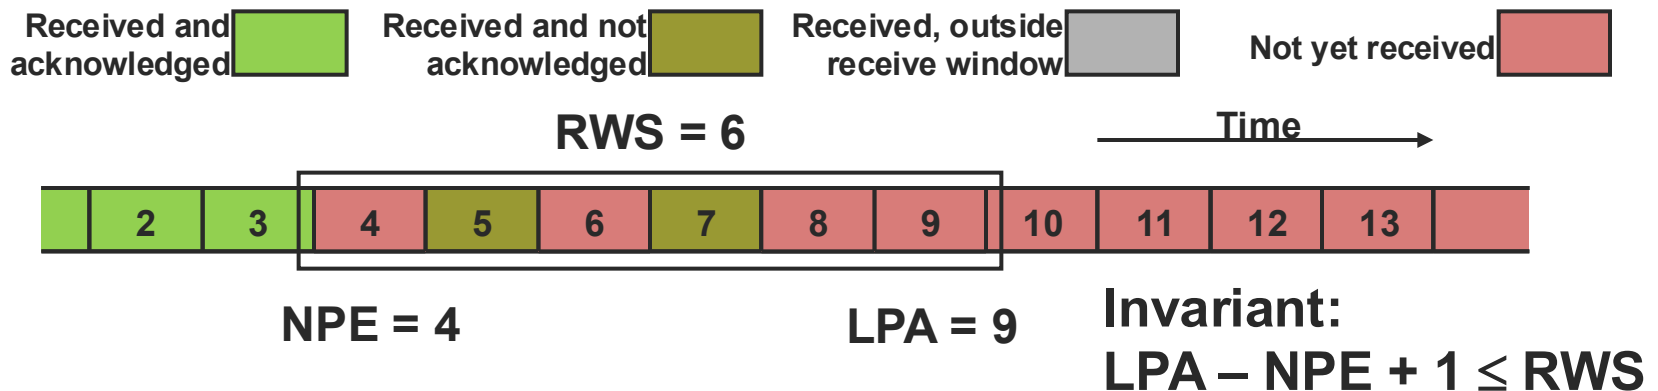 Received and acknowledged
Received and not acknowledged
Received, outside receive window
Not yet received
RWS = 6
Time
2 3 4 5 6 7 8 9 10 11 12 13
NPE = 4
LPA = 9
Invariant:
LPA – NPE + 1 ≤ RWS